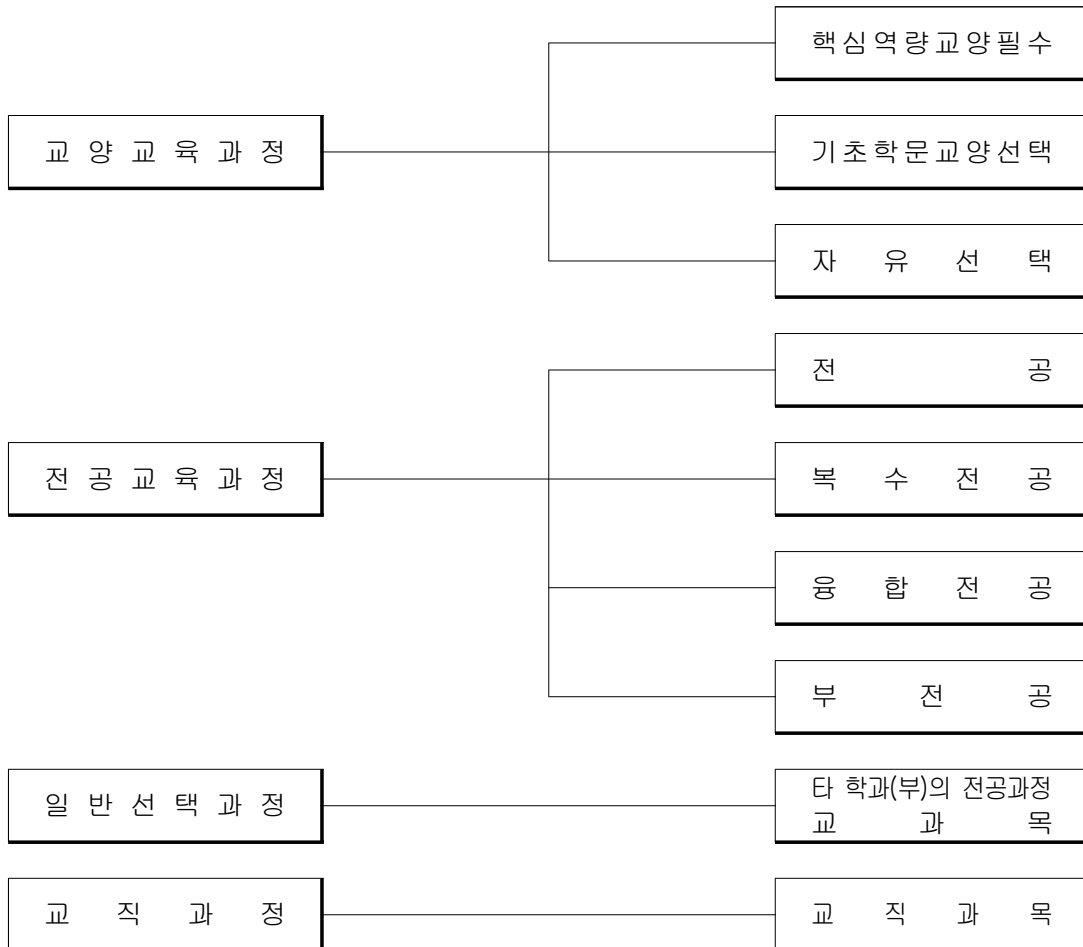 교양교육과정
핵심역량교양필수
기초학문교양선택
자유선택
전공교육과정
전공
복수전공
융합전공
부전공
일반선택과정
타 학과(부)의 전공과정
교과목
교직과정
교직과목